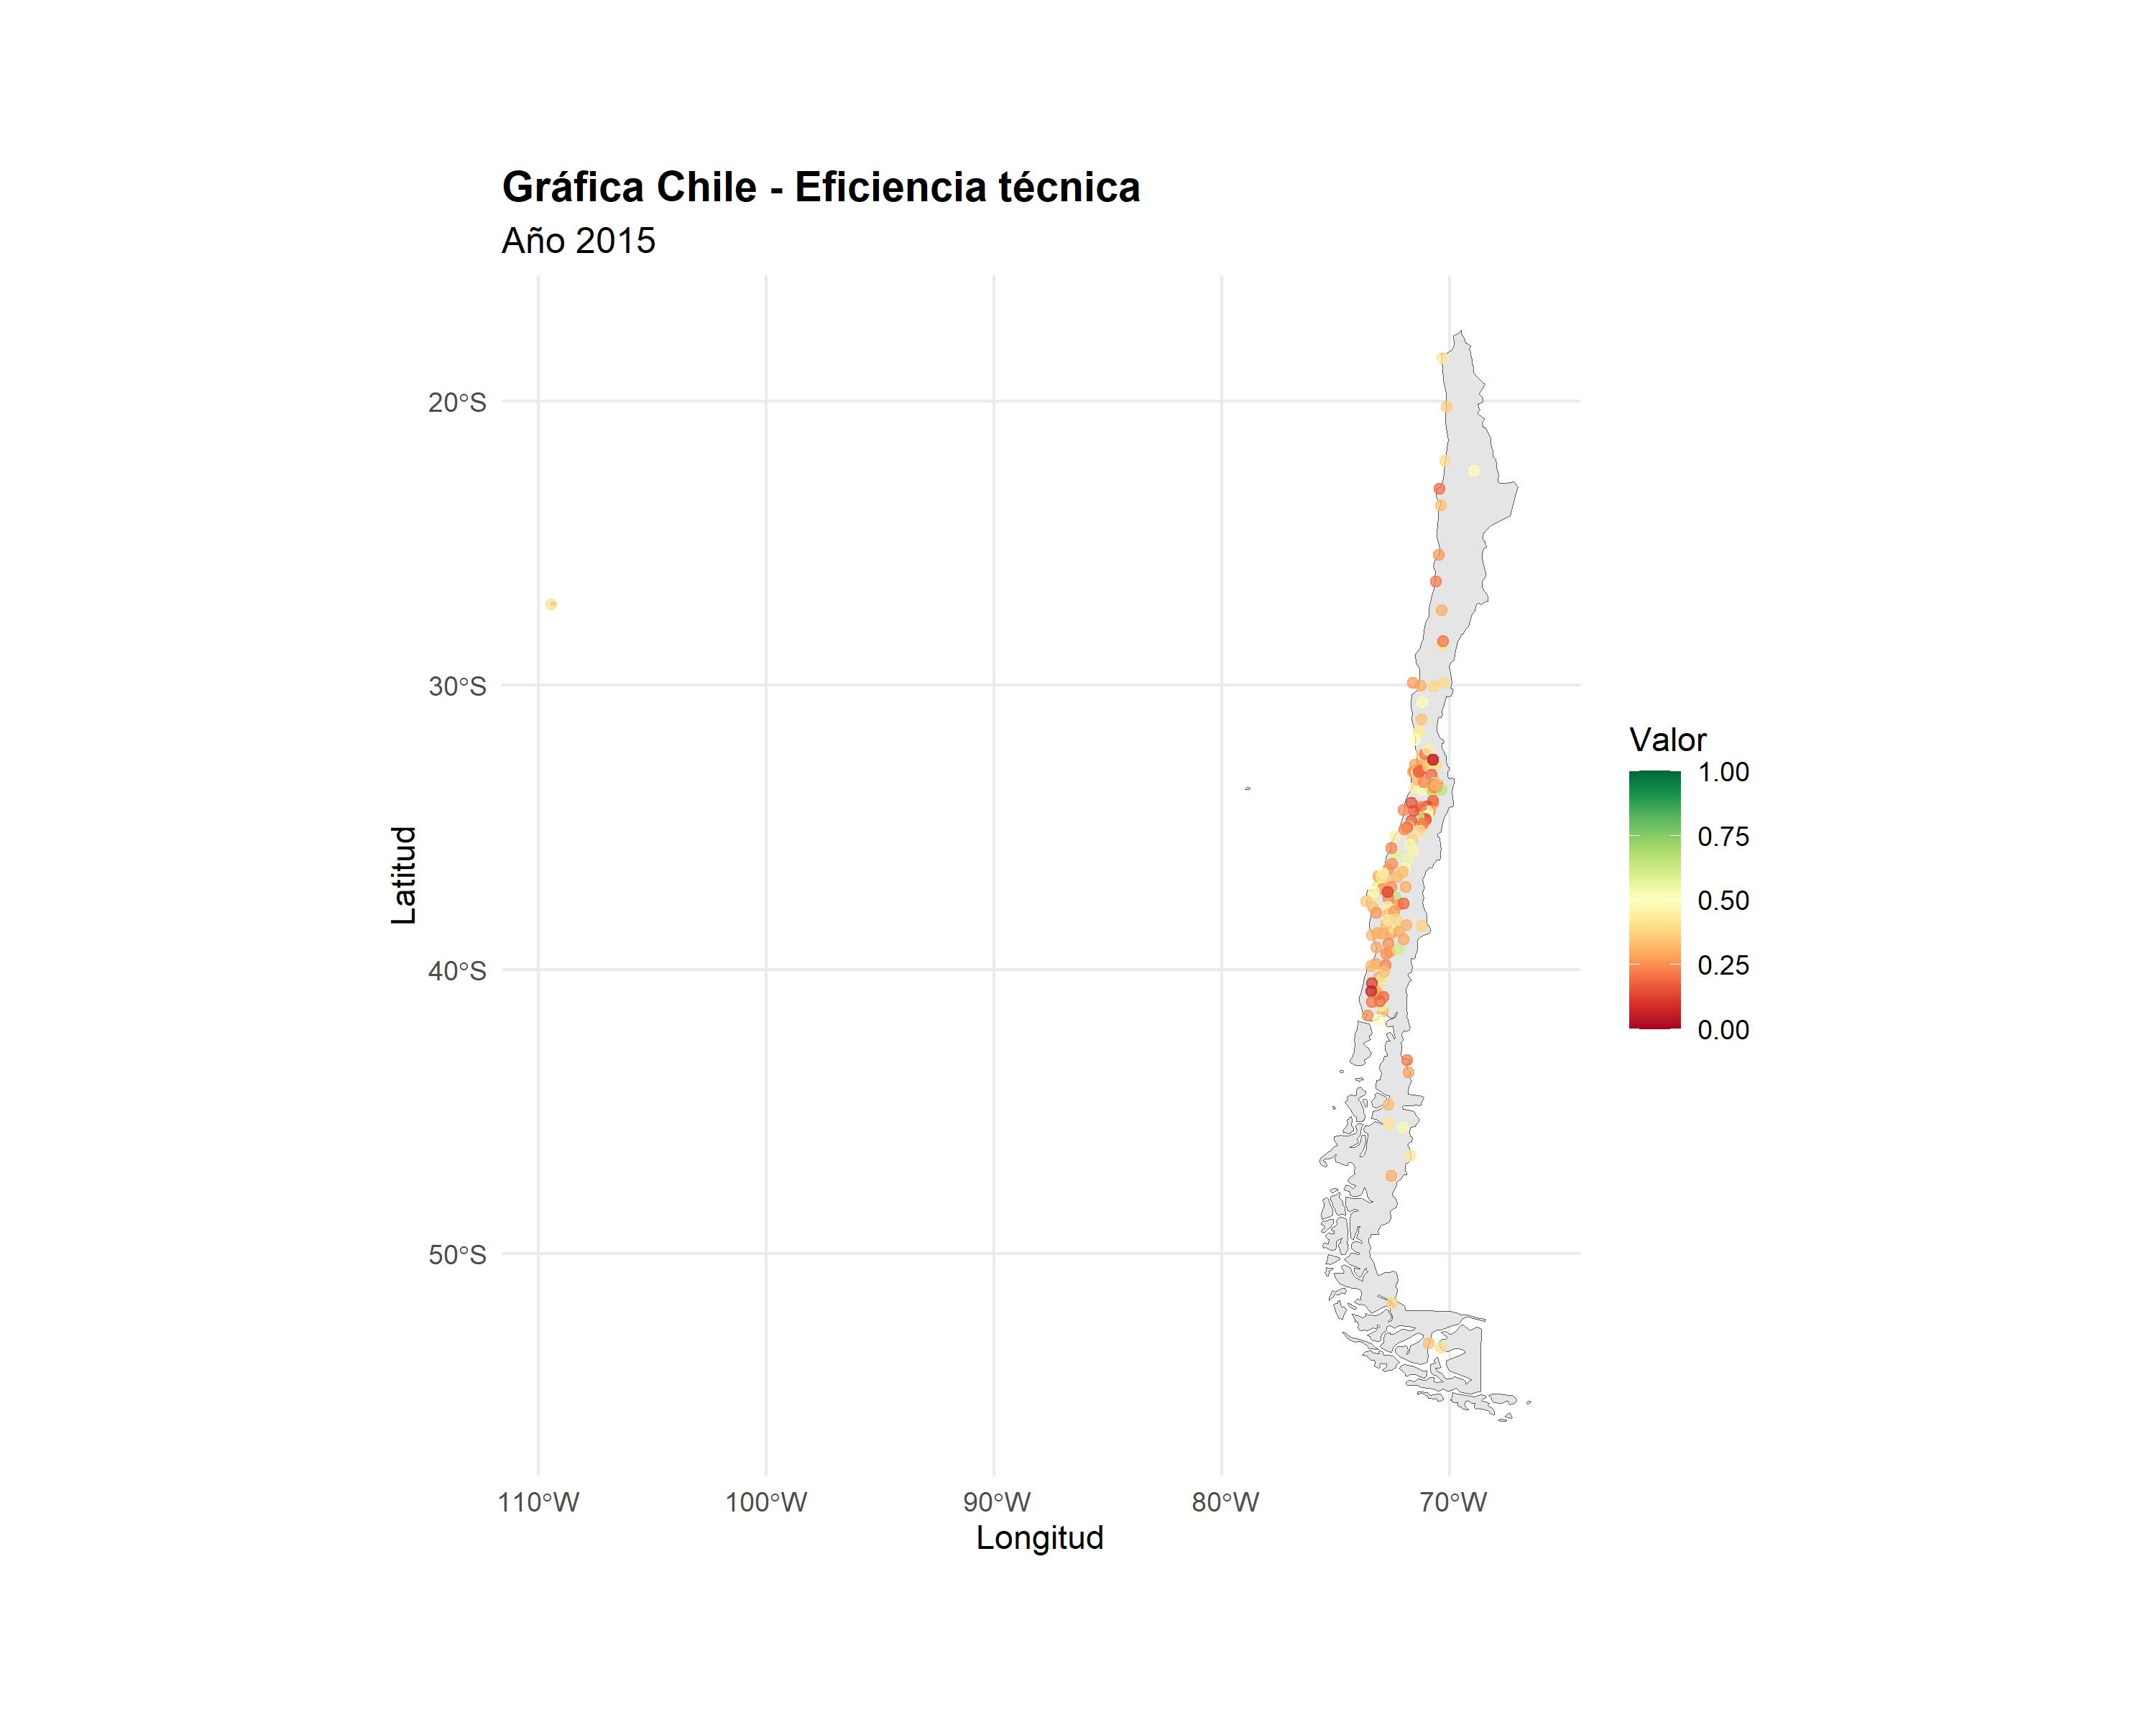 Gráfica Chile - Eficiencia técnica
Año 2015
20°S
30°S
40°S
50°S
Latitud
110°W
100°W
90°W
80°W
70°W
Longitud
Valor
1.00
0.75
0.50
0.25
0.00